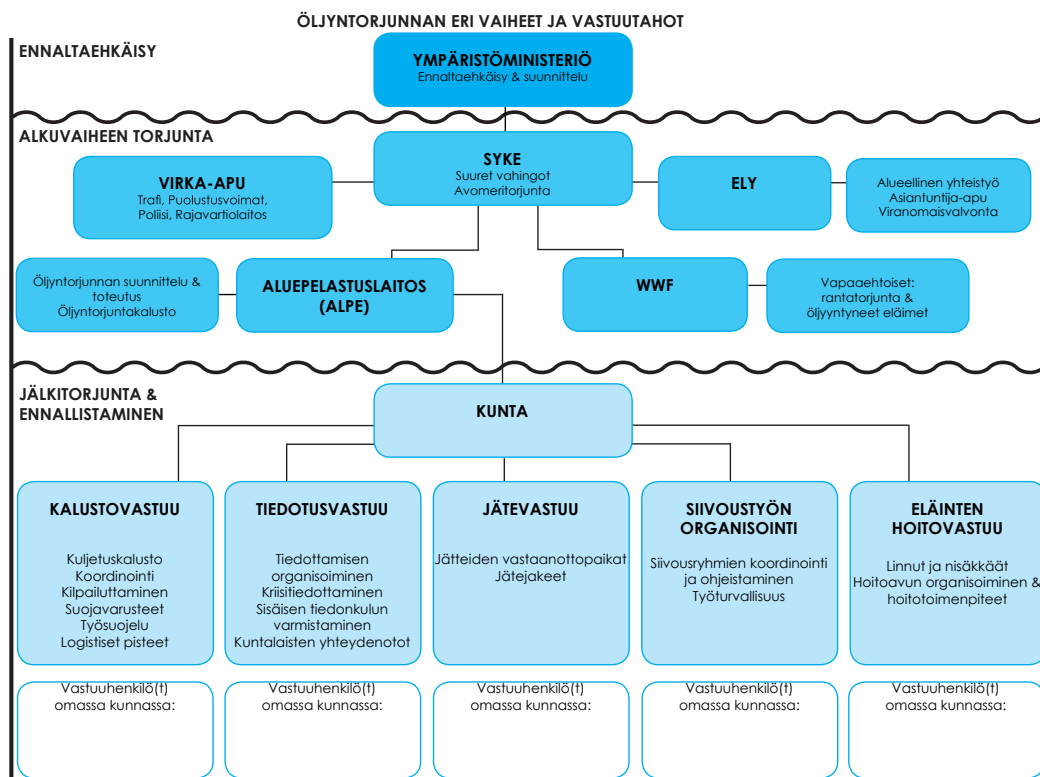 ÖLJYNTORJUNNAN ERI VAIHEET JA VASTUUTAHOT
ENNALTAEHKÄISY
YMPÄRISTÖMINISTERIÖ
Ennaltaehkäisy & suunnittelu
ALKUVAIHEEN TORJUNTA
VIRKA-APU
Trafi, Puolustusvoimat,
Poliisi, Rajavartiolaitos
SYKE
Suuret vahingot
Avomeritorjunta
ELY
Alueellinen yhteistyö
Asiantuntija-apu
Viranomaisvalvonta
Öljyntorjunnan suunnittelu &
toteutus
Öljyntorjuntakalusto
ALUEPELASTUSLAITOS
(ALPE)
WWF
Vapaaehtoiset:
rantatorjunta &
öljyyntyneet eläimet
JÄLKITORJUNTA &
ENNALLISTAMINEN
KUNTA
KALUSTOVASTUU
Kuljetuskalusto
Koordinointi
Kilpailuttaminen
Suojavarusteet
Työsuojelu
Logistiset pisteet
TIEDOTUSVASTUU
Tiedottamisen
organisoiminen
Kriisitiedottaminen
Sisäisen tiedonkulun
varmistaminen
Kuntalaisten yhteydenotot
JÄTEVASTUU
Jätteiden vastaanottopaikat
Jätejakeet
SIIVOUSTYÖN
ORGANISOINTI
Siivousryhmien koordinointi
ja ohjeistaminen
Työturvallisuus
ELÄINTEN
HOITOVASTUU
Linnut ja nisäkkäät
Hoitoavun organisoiminen &
hoitotoimenpiteet
Vastuuhenkilö(t)
omassa kunnassa:
Vastuuhenkilö(t)
omassa kunnassa:
Vastuuhenkilö(t)
omassa kunnassa:
Vastuuhenkilö(t)
omassa kunnassa:
Vastuuhenkilö(t)
omassa kunnassa: